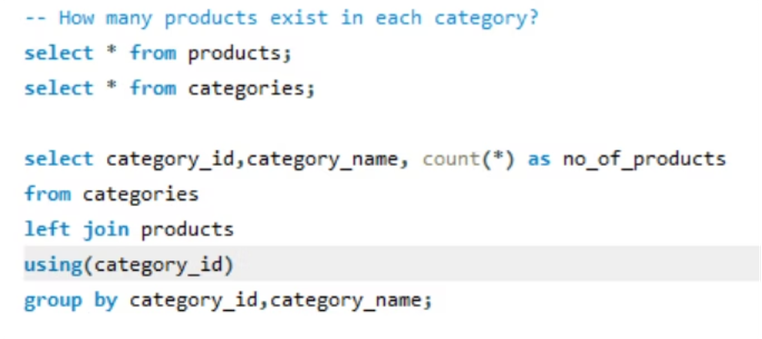 -- How many products exist in each category?
select * from products;
select * from categories;
select category_id,category_name, count(*) as no_of_products
from categories
left join products
using(category_id)
group by category_id,category_name;